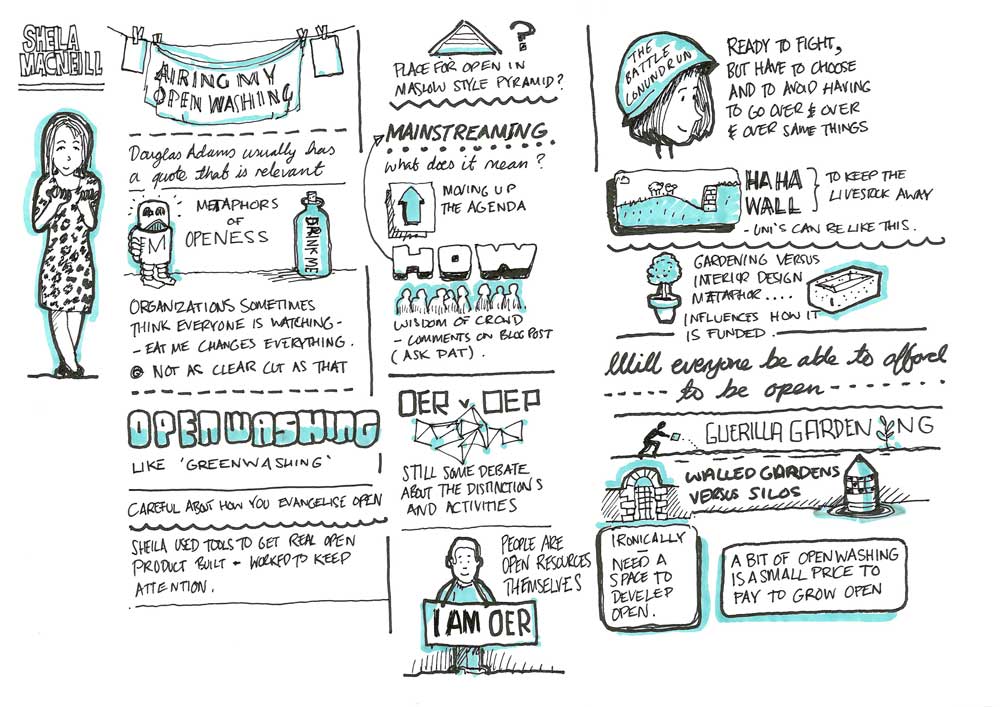 SHEILA
MACNEILL
AIRING MY
OPEN WASHING
Douglas Adams usually has
a quote that is relevant
METAPHORS
OF
OPENESS
M
DRINK ME
ORGANIZATIONS SOMETIMES
THINK EVERYONE IS WATCHING -
- EAT ME CHANGES EVERYTHING.
NOT AS CLEAR CUT AS THAT
OPENWASHING
LIKE 'GREENWASHING'
CAREFUL ABOUT HOW YOU EVANGELISE OPEN
SHEILA USED TOOLS TO GET REAL OPEN
PRODUCT BUILT - WORKED TO KEEP
ATTENTION.
?
PLACE FOR OPEN IN
MASLOW STYLE PYRAMID?
MAINSTREAMING
what does it mean?
MOVING UP
THE AGENDA
HOW
WISDOM OF CROWD
- COMMENTS ON BLOG POST
(ASK PAT).
OER v OEP
STILL SOME DEBATE
ABOUT THE DISTINCTIONS
AND ACTIVITIES
PEOPLE ARE
OPEN RESOURCES
THEMSELVES
I AM OER
THE
BATTLE
CONUNDRUM
READY TO FIGHT,
BUT HAVE TO CHOOSE
AND TO AVOID HAVING
TO GO OVER & OVER
& OVER SAME THINGS
HA HA
WALL
TO KEEP THE
LIVESTOCK AWAY
- UNI'S CAN BE LIKE THIS.
GARDENING VERSUS
INTERIOR DESIGN
METAPHOR....
INFLUENCES HOW IT
IS FUNDED.
Will everyone be able to afford
to be open
GUERILLA GARDENING
WALLED GARDENS
VERSUS SILOS
IRONICALLY
-
NEED A
SPACE TO
DEVELEP
OPEN.
A BIT OF OPENWASHING
IS A SMALL PRICE TO
PAY TO GROW OPEN